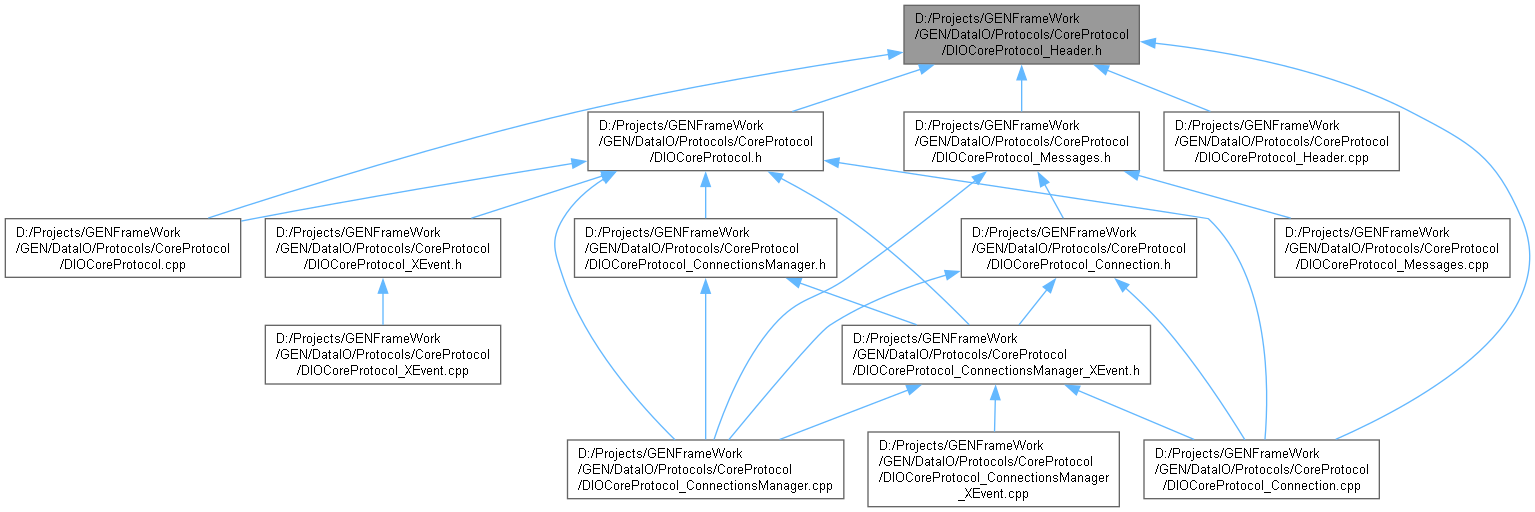 D:/Projects/GENFrameWork
/GEN/DataIO/Protocols/CoreProtocol
/DIOCoreProtocol_Header.h
D:/Projects/GENFrameWork
/GEN/DataIO/Protocols/CoreProtocol
/DIOCoreProtocol.h
D:/Projects/GENFrameWork
/GEN/DataIO/Protocols/CoreProtocol
/DIOCoreProtocol_Messages.h
D:/Projects/GENFrameWork
/GEN/DataIO/Protocols/CoreProtocol
/DIOCoreProtocol_Header.cpp
D:/Projects/GENFrameWork
/GEN/DataIO/Protocols/CoreProtocol
/DIOCoreProtocol.cpp
D:/Projects/GENFrameWork
/GEN/DataIO/Protocols/CoreProtocol
/DIOCoreProtocol_XEvent.h
D:/Projects/GENFrameWork
/GEN/DataIO/Protocols/CoreProtocol
/DIOCoreProtocol_ConnectionsManager.h
D:/Projects/GENFrameWork
/GEN/DataIO/Protocols/CoreProtocol
/DIOCoreProtocol_Connection.h
D:/Projects/GENFrameWork
/GEN/DataIO/Protocols/CoreProtocol
/DIOCoreProtocol_Messages.cpp
D:/Projects/GENFrameWork
/GEN/DataIO/Protocols/CoreProtocol
/DIOCoreProtocol_XEvent.cpp
D:/Projects/GENFrameWork
/GEN/DataIO/Protocols/CoreProtocol
/DIOCoreProtocol_ConnectionsManager_XEvent.h
D:/Projects/GENFrameWork
/GEN/DataIO/Protocols/CoreProtocol
/DIOCoreProtocol_ConnectionsManager.cpp
D:/Projects/GENFrameWork
/GEN/DataIO/Protocols/CoreProtocol
/DIOCoreProtocol_ConnectionsManager
_XEvent.cpp
D:/Projects/GENFrameWork
/GEN/DataIO/Protocols/CoreProtocol
/DIOCoreProtocol_Connection.cpp